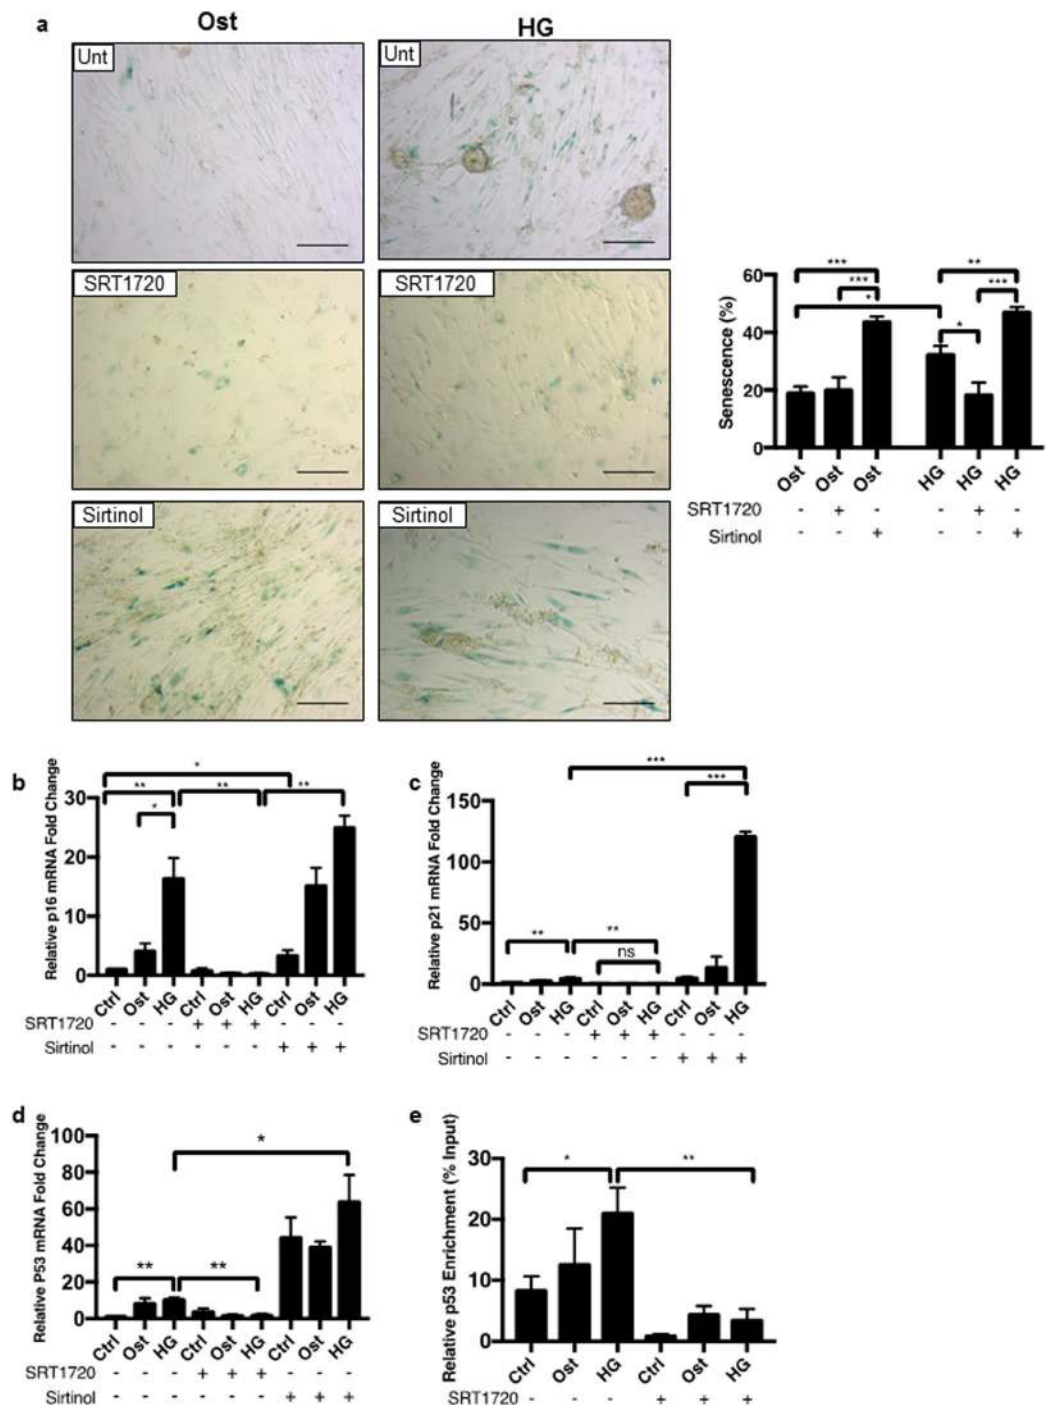 a
Ost
HG
Unt
Unt
SRT1720
SRT1720
Sirtinol
Sirtinol
Senescence (%)
60
40
20
0
***
***
*
**
***
*
Ost Ost Ost HG HG HG
SRT1720 - + - - + -
Sirtinol - - + - - +
b
Relative p16 mRNA Fold Change
30
20
10
0
*
** ** **
*
Ctrl Ost HG Ctrl Ost HG Ctrl Ost HG
SRT1720 - - - + + + - - -
Sirtinol - - - - - - + + +
c
Relative p21 mRNA Fold Change
150
100
50
0
***
***
** **
ns
Ctrl Ost HG Ctrl Ost HG Ctrl Ost HG
SRT1720 - - - + + + - - -
Sirtinol - - - - - - + + +
d
Relative P53 mRNA Fold Change
100
80
60
40
20
0
*
** **
Ctrl Ost HG Ctrl Ost HG Ctrl Ost HG
SRT1720 - - - + + + - - -
Sirtinol - - - - - - + + +
e
Relative p53 Enrichment (% Input)
30
20
10
0
* **
Ctrl Ost HG Ctrl Ost HG
SRT1720 - - - + + +